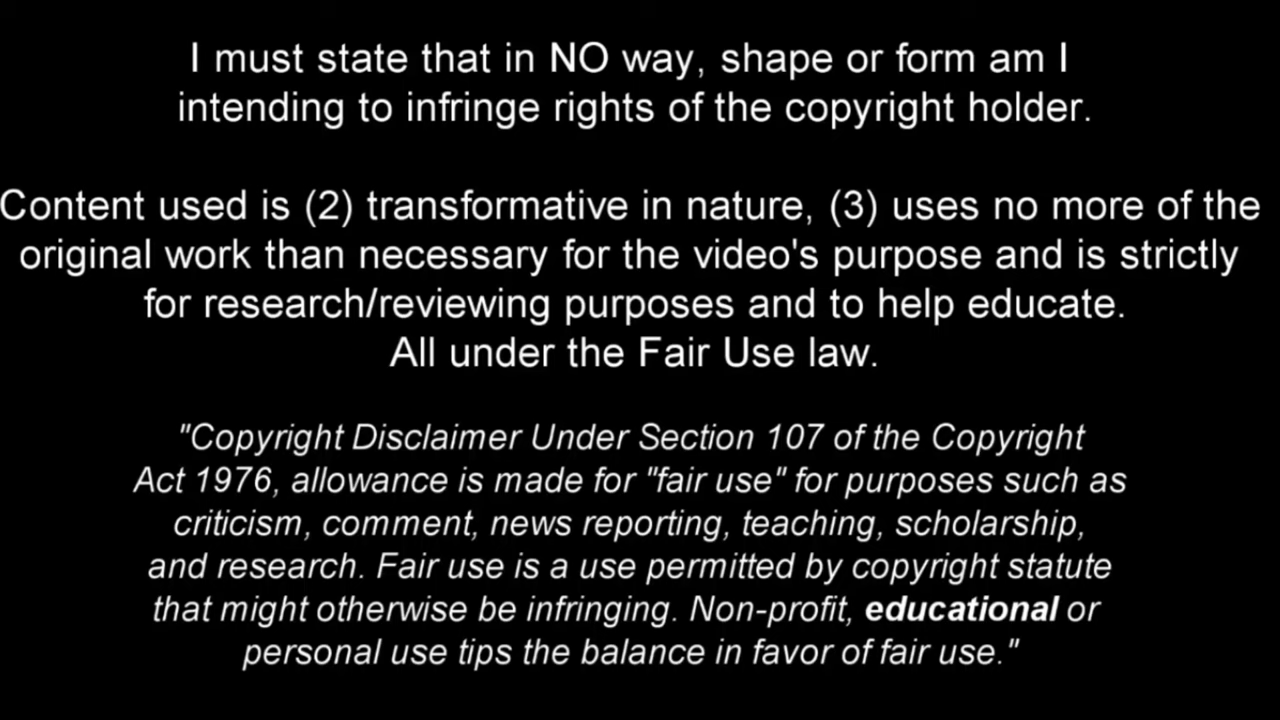 I must state that in NO way, shape or form am I
intending to infringe rights of the copyright holder.
Content used is (2) transformative in nature, (3) uses no more of the
original work than necessary for the video's purpose and is strictly
for research/reviewing purposes and to help educate.
All under the Fair Use law.
"Copyright Disclaimer Under Section 107 of the Copyright
Act 1976, allowance is made for "fair use" for purposes such as
criticism, comment, news reporting, teaching, scholarship,
and research. Fair use is a use permitted by copyright statute
that might otherwise be infringing. Non-profit, educational or
personal use tips the balance in favor of fair use."